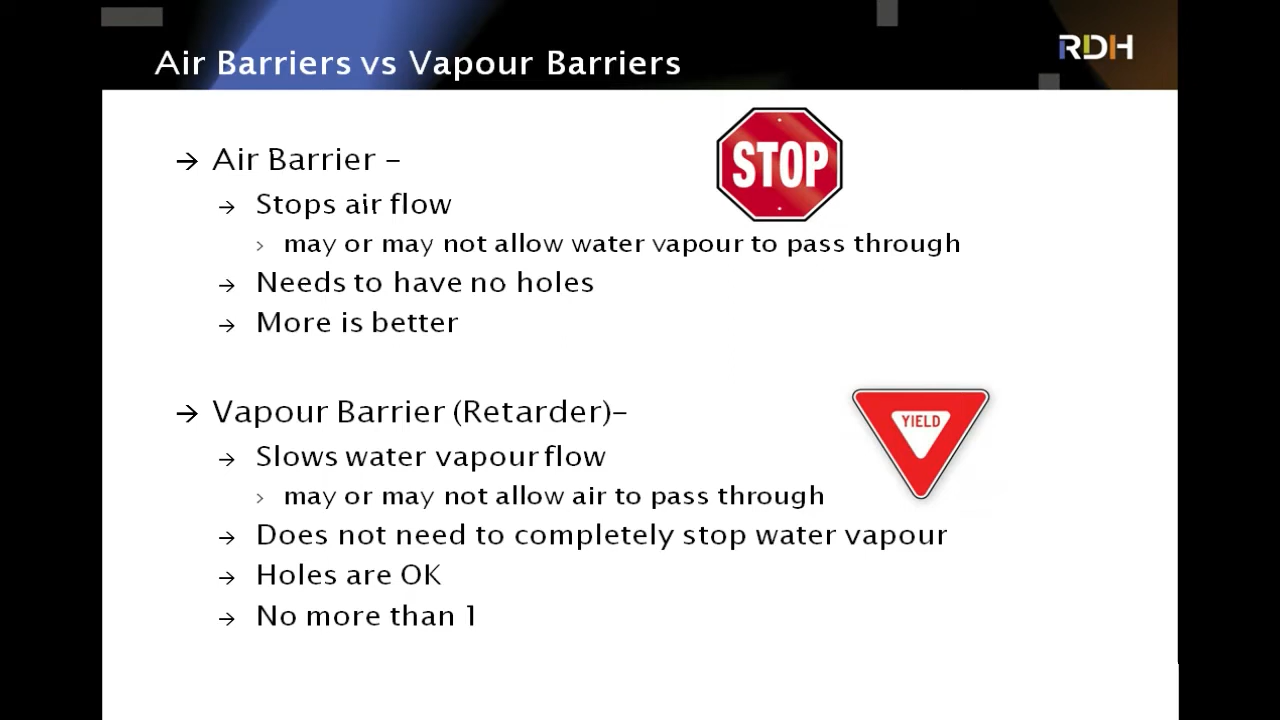 RDH
Air Barriers vs Vapour Barriers
→ Air Barrier –
STOP
→ Stops air flow
› may or may not allow water vapour to pass through
→ Needs to have no holes
→ More is better
→ Vapour Barrier (Retarder)–
YIELD
→ Slows water vapour flow
› may or may not allow air to pass through
→ Does not need to completely stop water vapour
→ Holes are OK
→ No more than 1